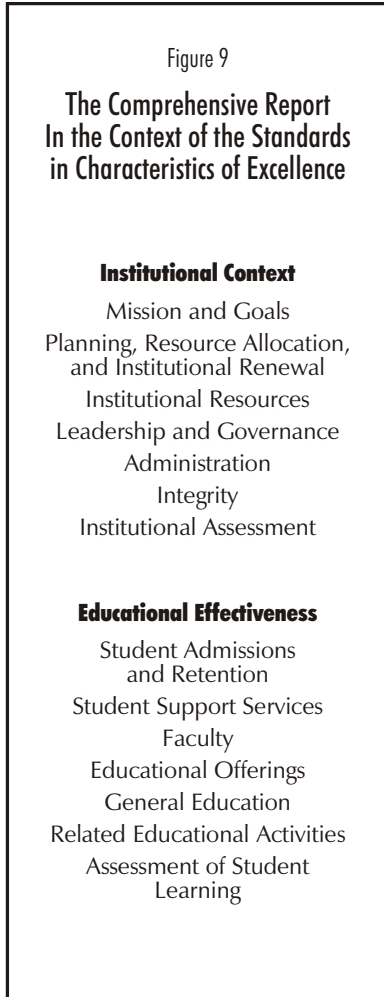 Figure 9
The Comprehensive Report
In the Context of the Standards
in Characteristics of Excellence
Institutional Context
Mission and Goals
Planning, Resource Allocation,
and Institutional Renewal
Institutional Resources
Leadership and Governance
Administration
Integrity
Institutional Assessment
Educational Effectiveness
Student Admissions
and Retention
Student Support Services
Faculty
Educational Offerings
General Education
Related Educational Activities
Assessment of Student
Learning